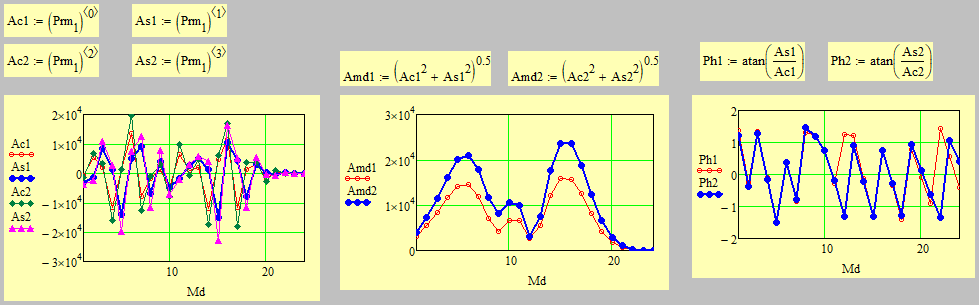 Ac1 := (Prm₁)^⟨0⟩ As1 := (Prm₁)^⟨1⟩
Ac2 := (Prm₁)^⟨2⟩ As2 := (Prm₁)^⟨3⟩
2×10⁴
1×10⁴
0
−1×10⁴
−2×10⁴
−3×10⁴
Ac1
As1
Ac2
As2
10 20
Md
Amd1 := (Ac1² + As1²)^0.5 Amd2 := (Ac2² + As2²)^0.5
3×10⁴
2×10⁴
1×10⁴
0
Amd1
Amd2
10 20
Md
Ph1 := atan(As1/Ac1) Ph2 := atan(As2/Ac2)
2
1
0
−1
−2
Ph1
Ph2
10 20
Md